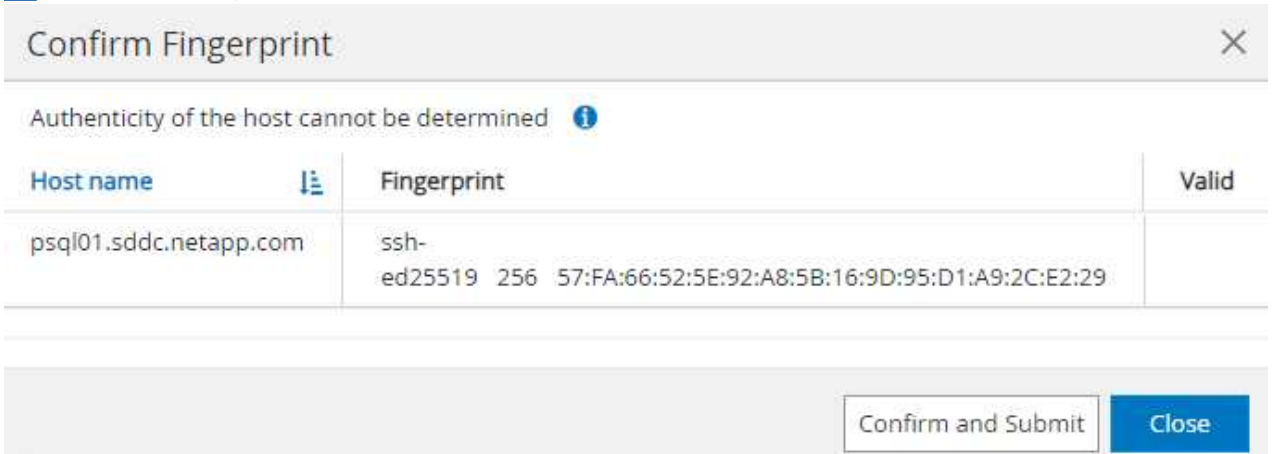 Confirm Fingerprint
Authenticity of the host cannot be determined
Host name Fingerprint Valid
psql01.sddc.netapp.com ssh-
ed25519 256 57:FA:66:52:5E:92:A8:5B:16:9D:95:D1:A9:2C:E2:29
Confirm and Submit Close